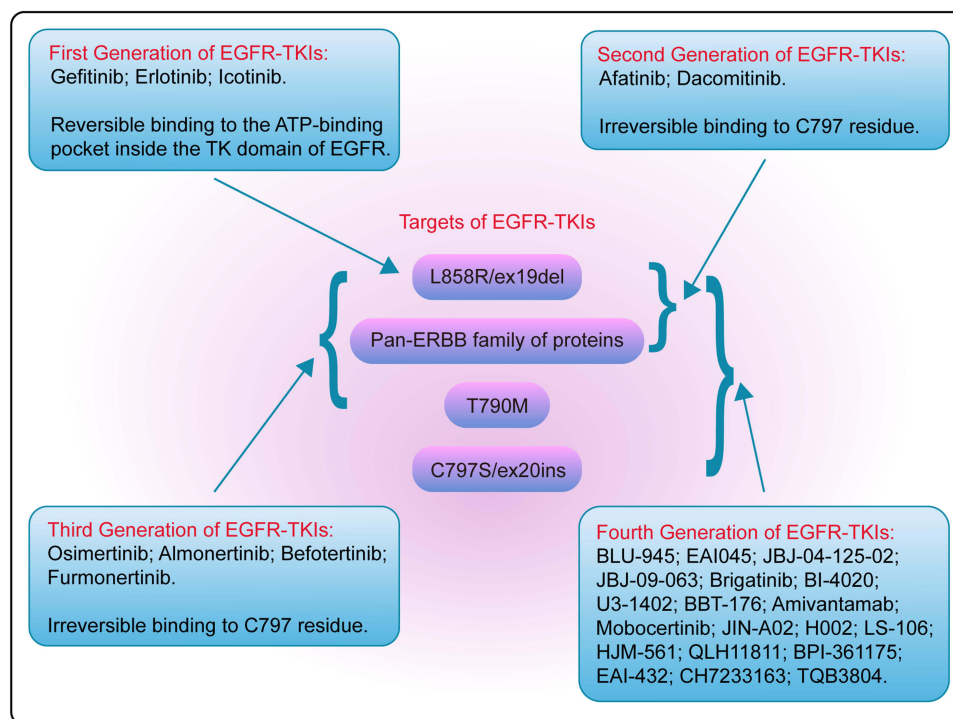 First Generation of EGFR-TKIs:
Gefitinib; Erlotinib; Icotinib.
Reversible binding to the ATP-binding
pocket inside the TK domain of EGFR.
Second Generation of EGFR-TKIs:
Afatinib; Dacomitinib.
Irreversible binding to C797 residue.
Targets of EGFR-TKIs
L858R/ex19del
Pan-ERBB family of proteins
T790M
C797S/ex20ins
Third Generation of EGFR-TKIs:
Osimertinib; Almonertinib; Befotertinib;
Furmonertinib.
Irreversible binding to C797 residue.
Fourth Generation of EGFR-TKIs:
BLU-945; EAI045; JBJ-04-125-02;
JBJ-09-063; Brigatinib; BI-4020;
U3-1402; BBT-176; Amivantamab;
Mobocertinib; JIN-A02; H002; LS-106;
HJM-561; QLH11811; BPI-361175;
EAI-432; CH7233163; TQB3804.